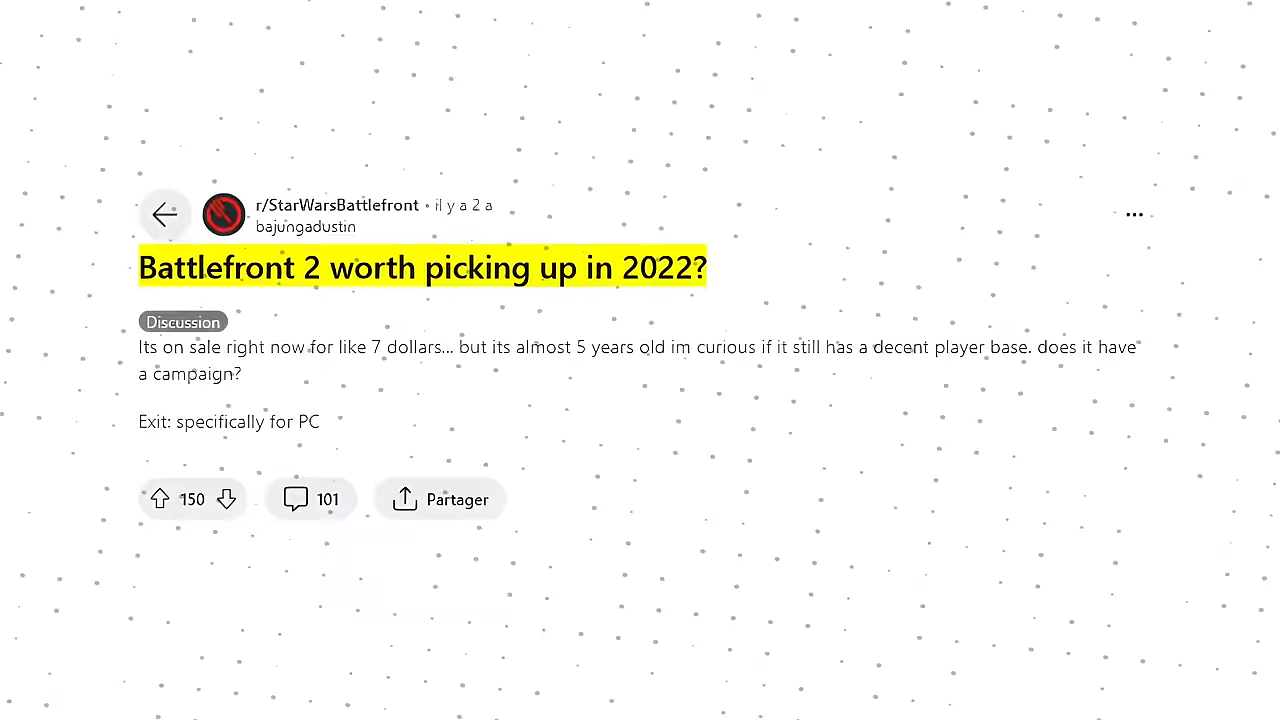 r/StarWarsBattlefront • il y a 2 a
bajungadustin
Battlefront 2 worth picking up in 2022?
Discussion
Its on sale right now for like 7 dollars... but its almost 5 years old im curious if it still has a decent player base. does it have
a campaign?
Exit: specifically for PC
150
101
Partager